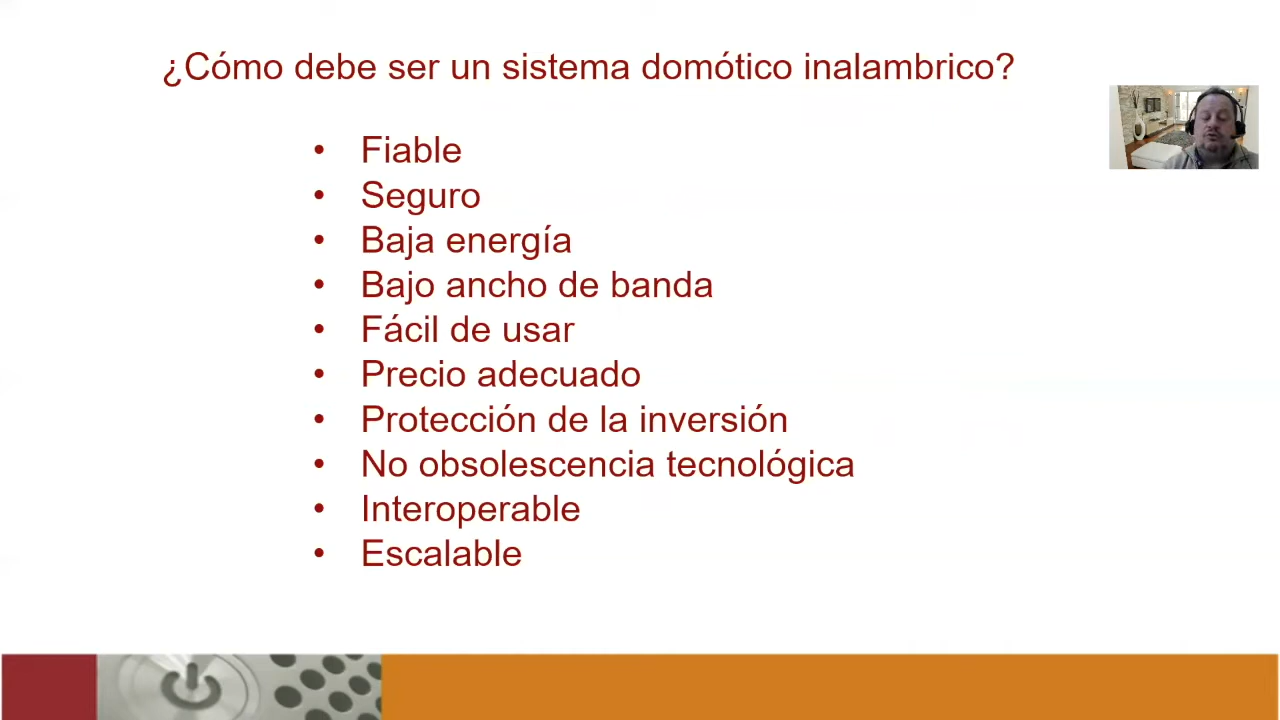 ¿Cómo debe ser un sistema domótico inalambrico?
• Fiable
• Seguro
• Baja energía
• Bajo ancho de banda
• Fácil de usar
• Precio adecuado
• Protección de la inversión
• No obsolescencia tecnológica
• Interoperable
• Escalable